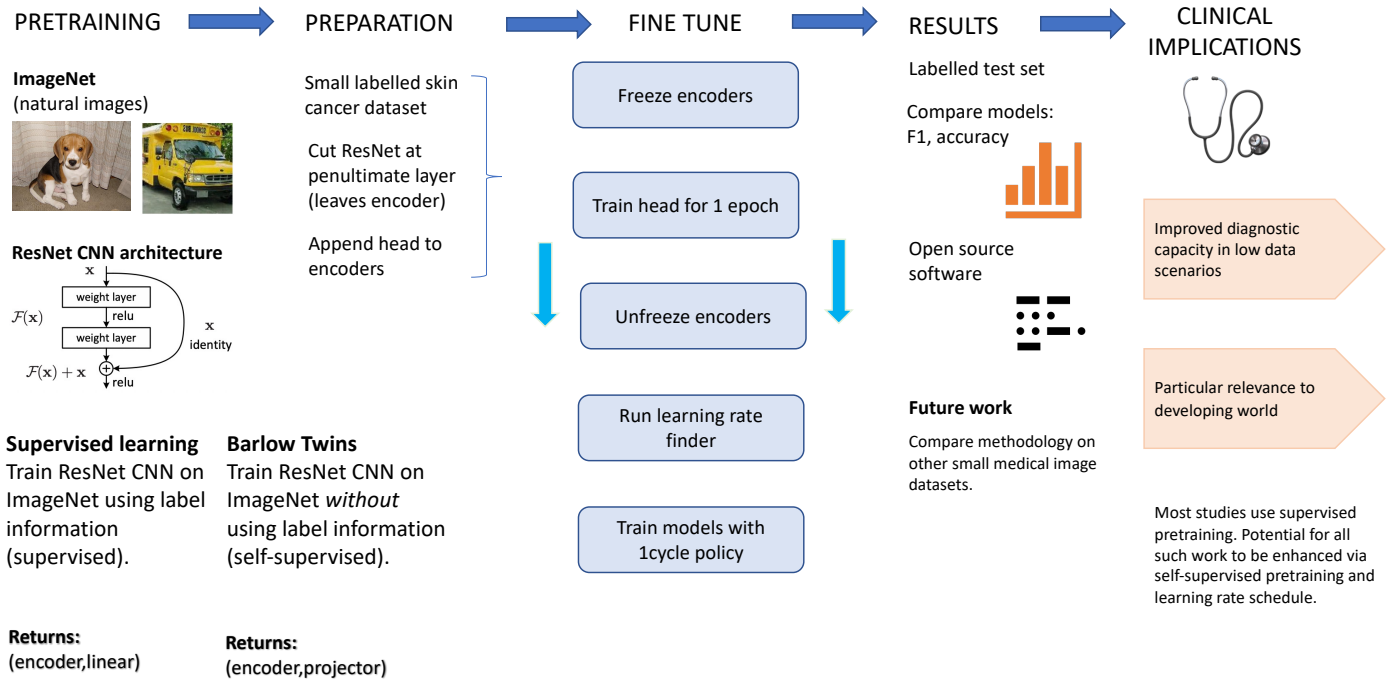 PRETRAINING
PREPARATION
FINE TUNE
RESULTS
CLINICAL
IMPLICATIONS
ImageNet
(natural images)
ResNet CNN architecture
x
weight layer
relu
F(x)
weight layer
x
identity
F(x) + x
relu
Supervised learning
Train ResNet CNN on
ImageNet using label
information
(supervised).
Returns:
(encoder,linear)
Barlow Twins
Train ResNet CNN on
ImageNet without
using label information
(self-supervised).
Returns:
(encoder,projector)
Small labelled skin
cancer dataset
Cut ResNet at
penultimate layer
(leaves encoder)
Append head to
encoders
Freeze encoders
Train head for 1 epoch
Unfreeze encoders
Run learning rate
finder
Train models with
1cycle policy
Labelled test set
Compare models:
F1, accuracy
Open source
software
Future work
Compare methodology on
other small medical image
datasets.
Improved diagnostic
capacity in low data
scenarios
Particular relevance to
developing world
Most studies use supervised
pretraining. Potential for all
such work to be enhanced via
self-supervised pretraining and
learning rate schedule.